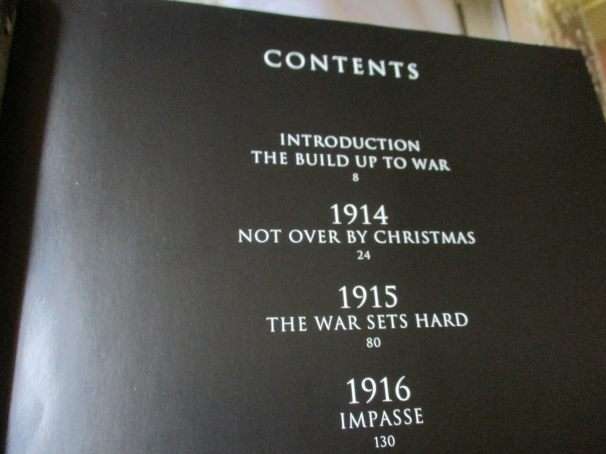 CONTENTS
INTRODUCTION
THE BUILD UP TO WAR
8
1914
NOT OVER BY CHRISTMAS
24
1915
THE WAR SETS HARD
80
1916
IMPASSE
130